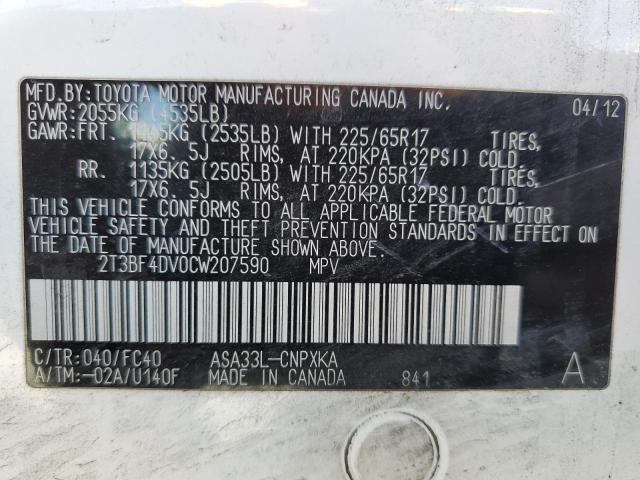 MFD. BY: TOYOTA MOTOR MANUFACTURING CANADA INC. 04/12
GVWR: 2055KG (4535LB)
GAWR: FRT. KG (2535LB) WITH 225/65R17 TIRES,
17X6. 5J RIMS, AT 220KPA (32PSI) COLD.
RR. 1135KG (2505LB) WITH 225/65R17 TIRES,
17X6. 5J RIMS, AT 220KPA (32PSI) COLD.
THIS VEHICLE CONFORMS TO ALL APPLICABLE FEDERAL MOTOR
VEHICLE SAFETY AND THEFT PREVENTION STANDARDS IN EFFECT ON
THE DATE OF MANUFACTURE SHOWN ABOVE.
2T3BF4DV0CW207590 MPV
C/TR: 040/FC40 ASA33L-CNPXKA
A/TM: -02A/U140F MADE IN CANADA 841 A